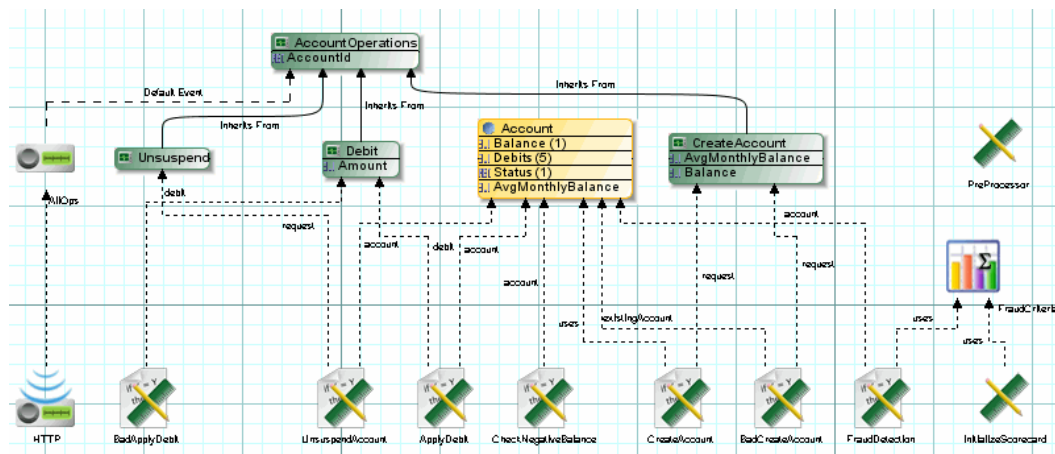 AccountOperations
AccountId
Default Event
Inherits From
Inherits From
Inherits From
Unsuspend
Debit
Amount
Account
Balance (1)
Debits (5)
Status (1)
AvgMonthlyBalance
CreateAccount
AvgMonthlyBalance
Balance
PreProcessor
AllOps
debit
request
account
debit
account
account
uses
existingAccount
request
request
account
uses
uses
FraudCriteria
HTTP
BadApplyDebit
UnsuspendAccount
ApplyDebit
CheckNegativeBalance
CreateAccount
BadCreateAccount
FraudDetection
InitializeScorecard